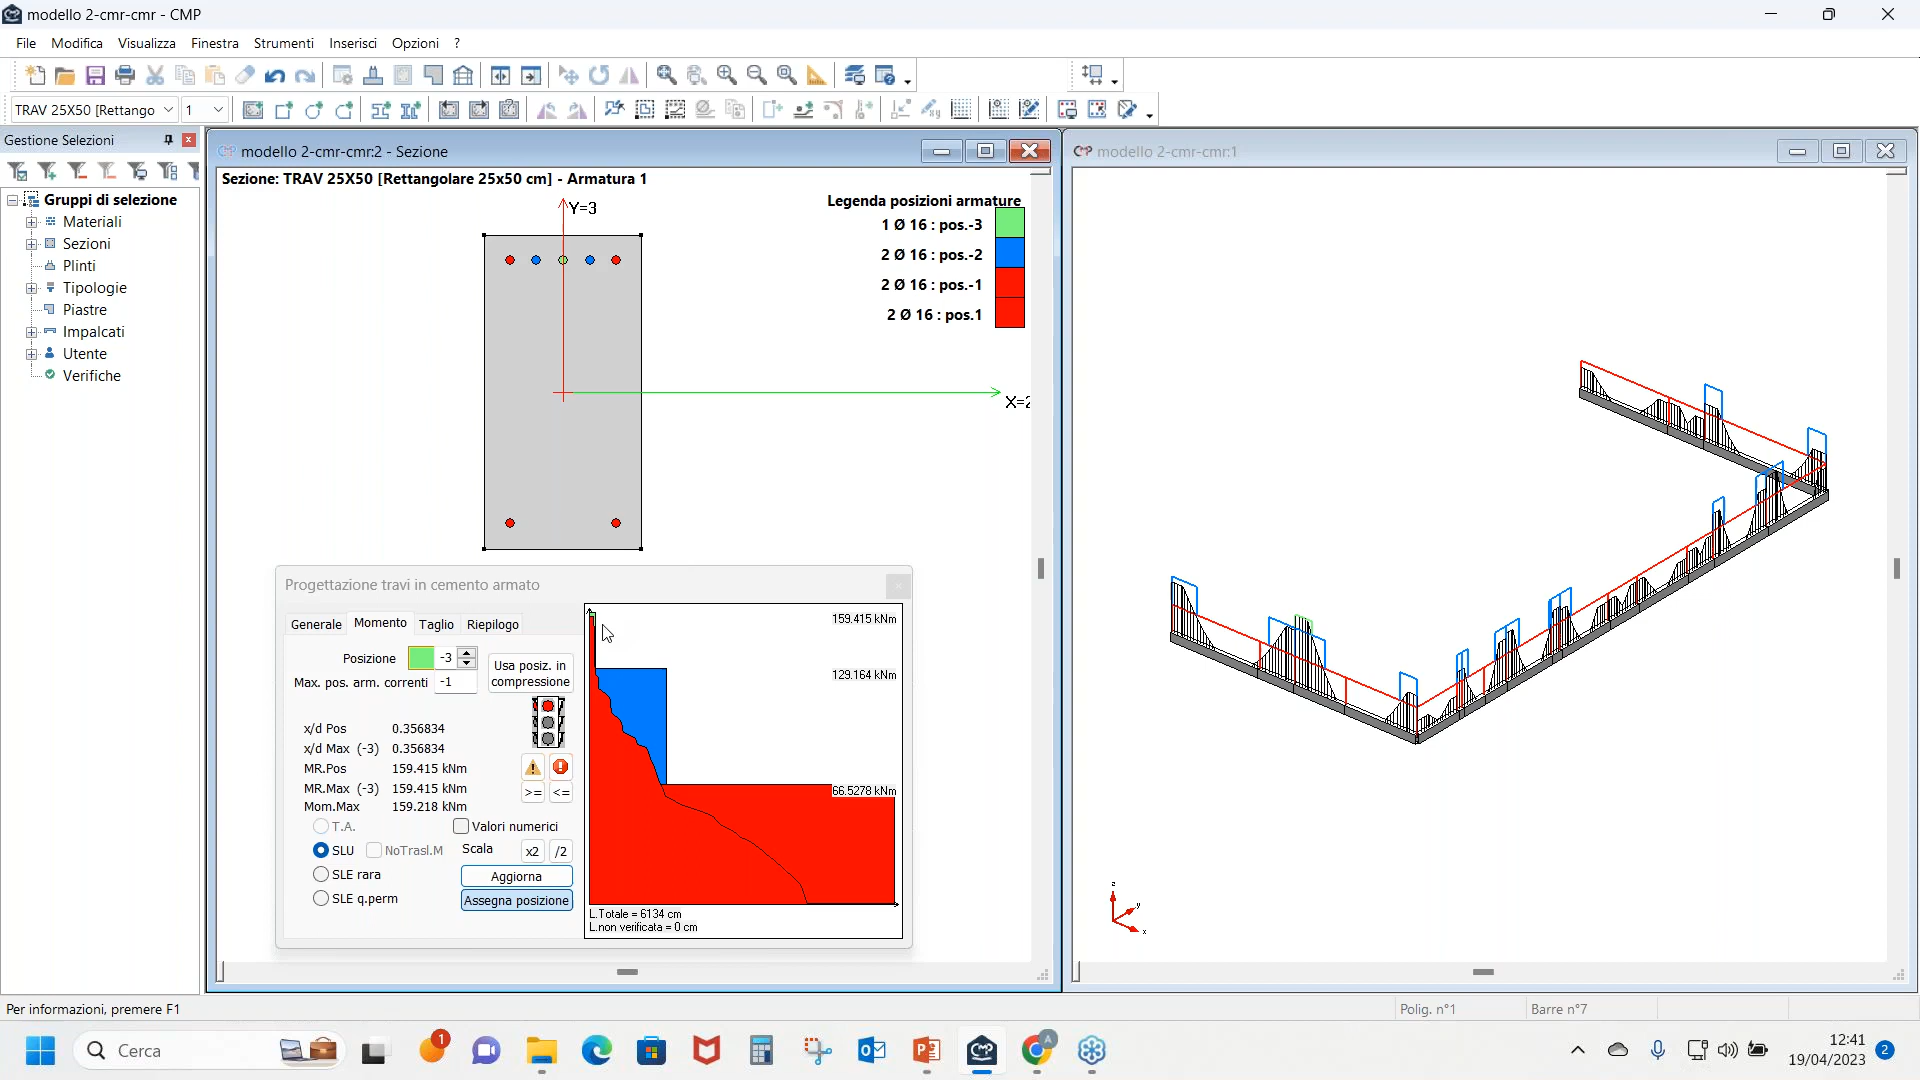 modello 2-cmr-cmr - CMP
File Modifica Visualizza Finestra Strumenti Inserisci Opzioni ?
TRAV 25X50 [Rettango 1
Gestione Selezioni
Gruppi di selezione
Materiali
Sezioni
Plinti
Tipologie
Piastre
Impalcati
Utente
Verifiche
modello 2-cmr-cmr:2 - Sezione
Sezione: TRAV 25X50 [Rettangolare 25x50 cm] - Armatura 1
Y=3
Legenda posizioni armature
1 Ø 16 : pos.-3
2 Ø 16 : pos.-2
2 Ø 16 : pos.-1
2 Ø 16 : pos.1
X=2
Progettazione travi in cemento armato
Generale Momento Taglio Riepilogo
Posizione -3
Usa posiz. in
compressione
Max. pos. arm. correnti -1
x/d Pos 0.356834
x/d Max (-3) 0.356834
MR.Pos 159.415 kNm
MR.Max (-3) 159.415 kNm
>= <=
Mom.Max 159.218 kNm
T.A.
Valori numerici
SLU NoTrasl.M Scala x2 /2
SLE rara Aggiorna
SLE q.perm Assegna posizione
159.415 kNm
129.164 kNm
66.5278 kNm
L.Totale = 6134 cm
L.non verificata = 0 cm
modello 2-cmr-cmr:1
z
y
x
Per informazioni, premere F1
Polig. n°1
Barre n°7
Cerca
1
A
12:41
19/04/2023
2